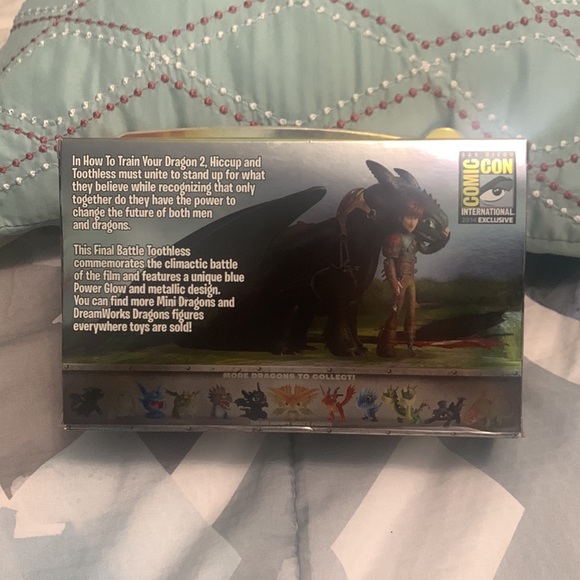 In How To Train Your Dragon 2, Hiccup and
Toothless must unite to stand up for what
they believe while recognizing that only
together do they have the power to
change the future of both men
and dragons.
This Final Battle Toothless
commemorates the climactic battle
of the film and features a unique blue
Power Glow and metallic design.
You can find more Mini Dragons and
DreamWorks Dragons figures
everywhere toys are sold!
SAN DIEGO
COMIC CON
INTERNATIONAL
2014 EXCLUSIVE
MORE DRAGONS TO COLLECT!